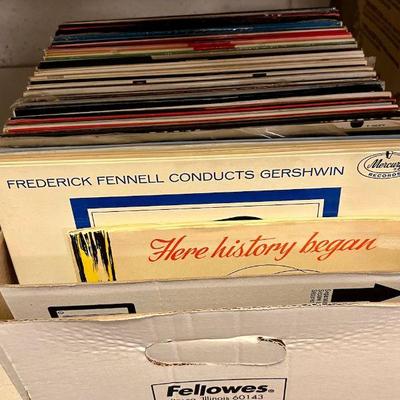 FREDERICK FENNELL CONDUCTS GERSHWIN
Mercury
RECORDS
Here history began
Fellowes®
Illinois 60143